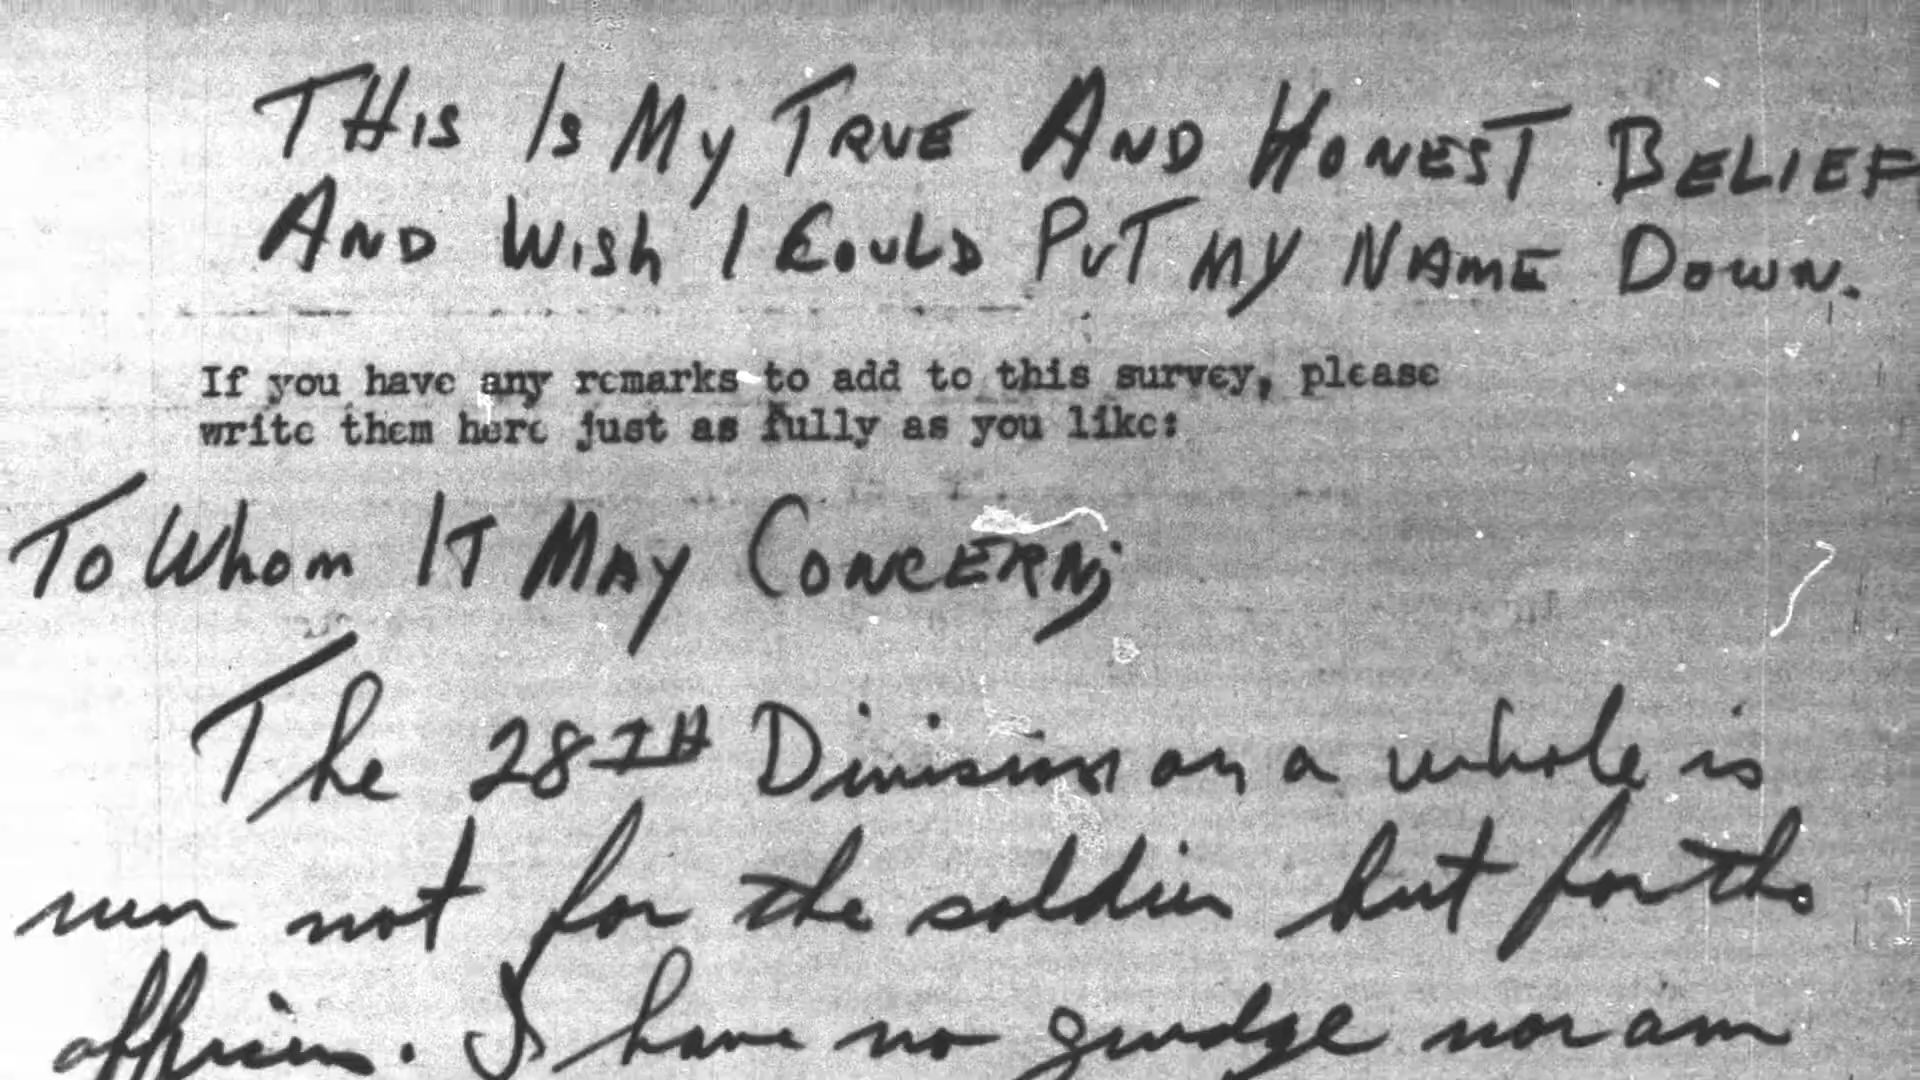 THIS IS MY TRUE AND HONEST BELIEF
AND WISH I COULD PUT MY NAME DOWN.
If you have any remarks to add to this survey, please
write them here just as fully as you like:
TO WHOM IT MAY CONCERN;
The 28TH Division as a whole is
run not for the soldier but for the
officers. I have no grudge nor am